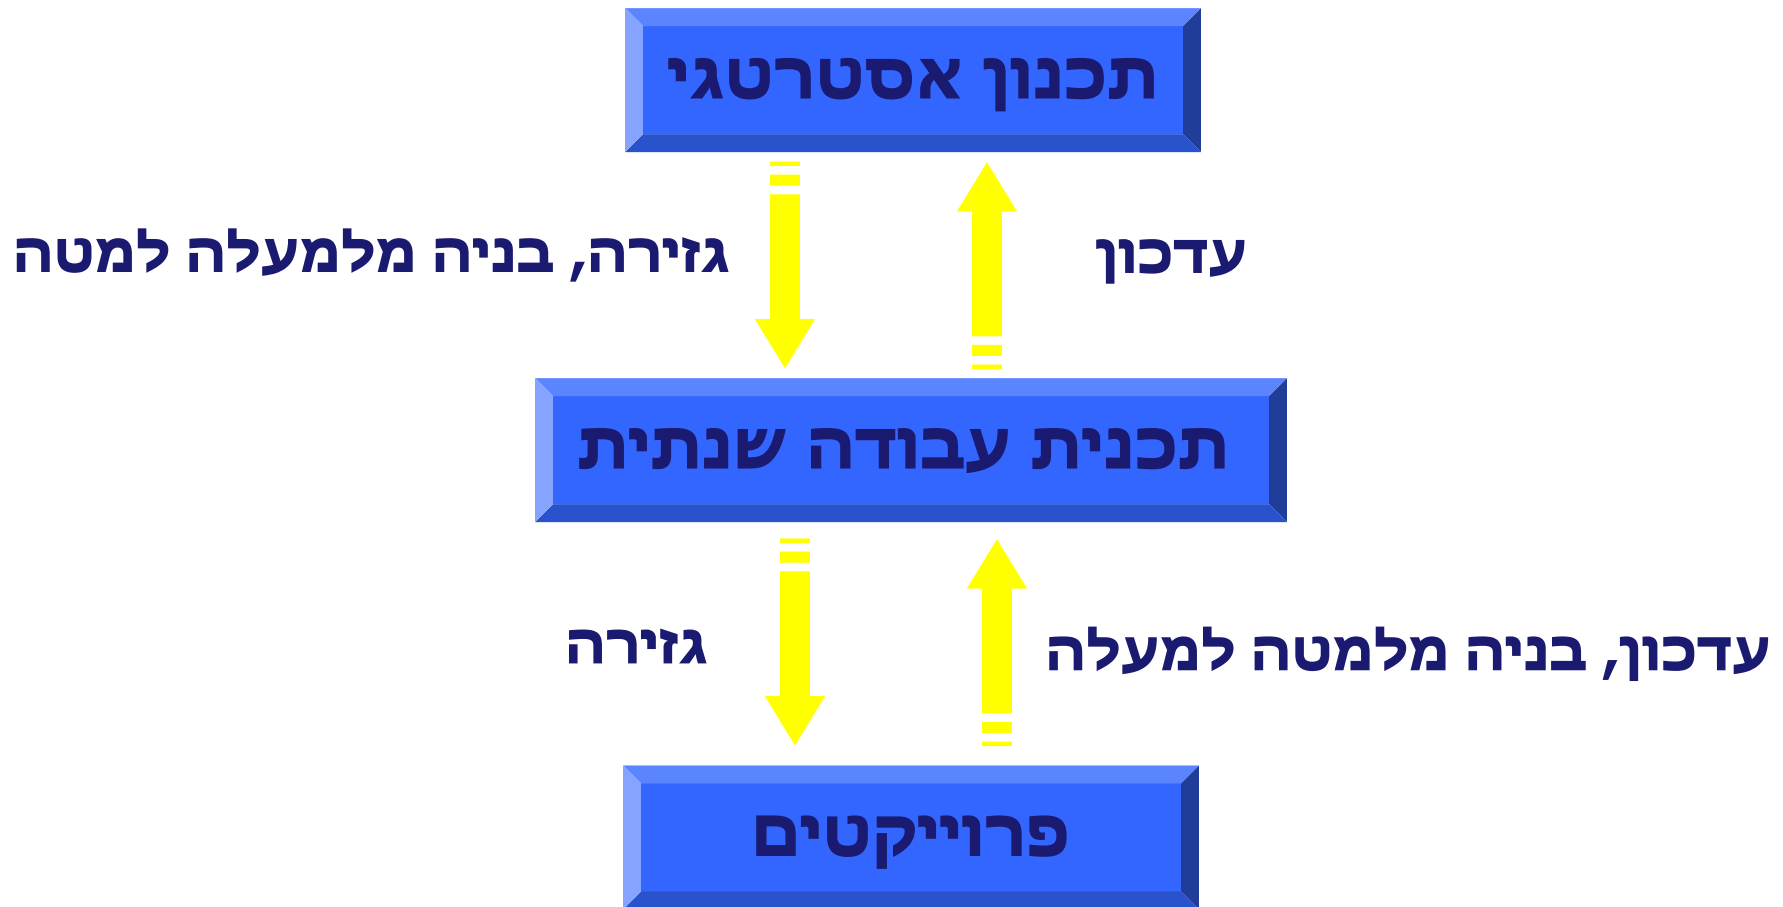 תכנון אסטרטגי
עדכון
גזירה, בניה מלמעלה למטה
תכנית עבודה שנתית
עדכון, בניה מלמטה למעלה
גזירה
פרוייקטים